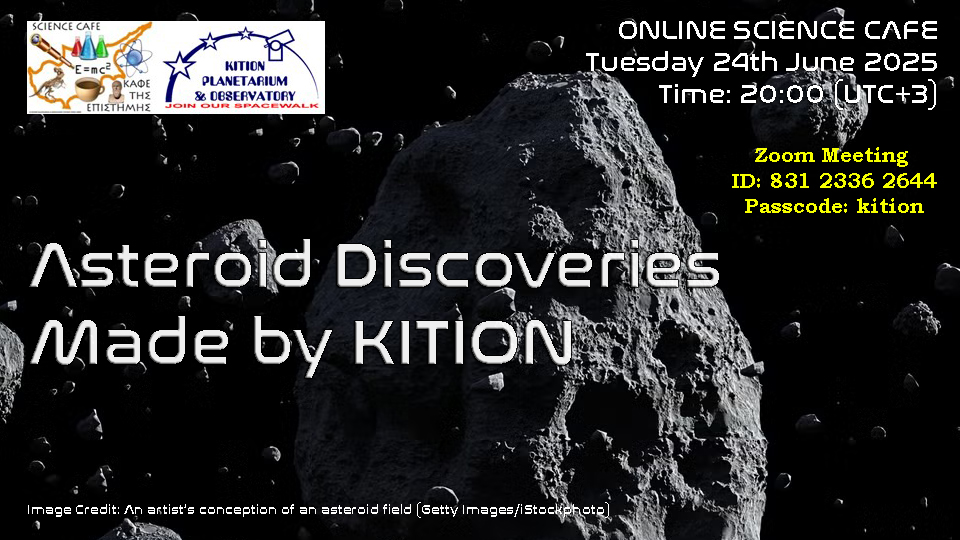 SCIENCE CAFE
E=mc²
ΚΑΦΕ
ΤΗΣ
ΕΠΙΣΤΗΜΗΣ
KITION
PLANETARIUM
& OBSERVATORY
JOIN OUR SPACEWALK
ONLINE SCIENCE CAFE
Tuesday 24th June 2025
Time: 20:00 (UTC+3)
Zoom Meeting
ID: 831 2336 2644
Passcode: kition
Asteroid Discoveries
Made by KITION
Image Credit: An artist's conception of an asteroid field (Getty Images/iStockphoto)